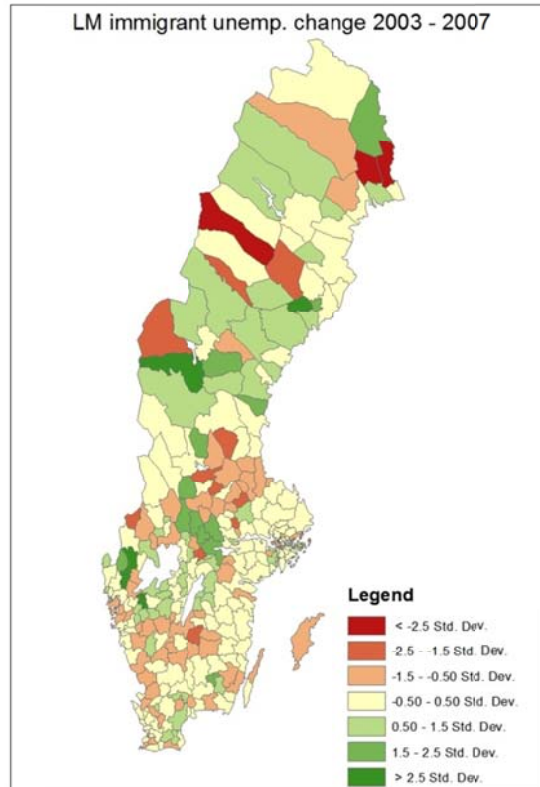 LM immigrant unemp. change 2003 - 2007
Legend
< -2.5 Std. Dev.
-2.5 - -1.5 Std. Dev.
-1.5 - -0.50 Std. Dev.
-0.50 - 0.50 Std. Dev.
0.50 - 1.5 Std. Dev.
1.5 - 2.5 Std. Dev.
> 2.5 Std. Dev.